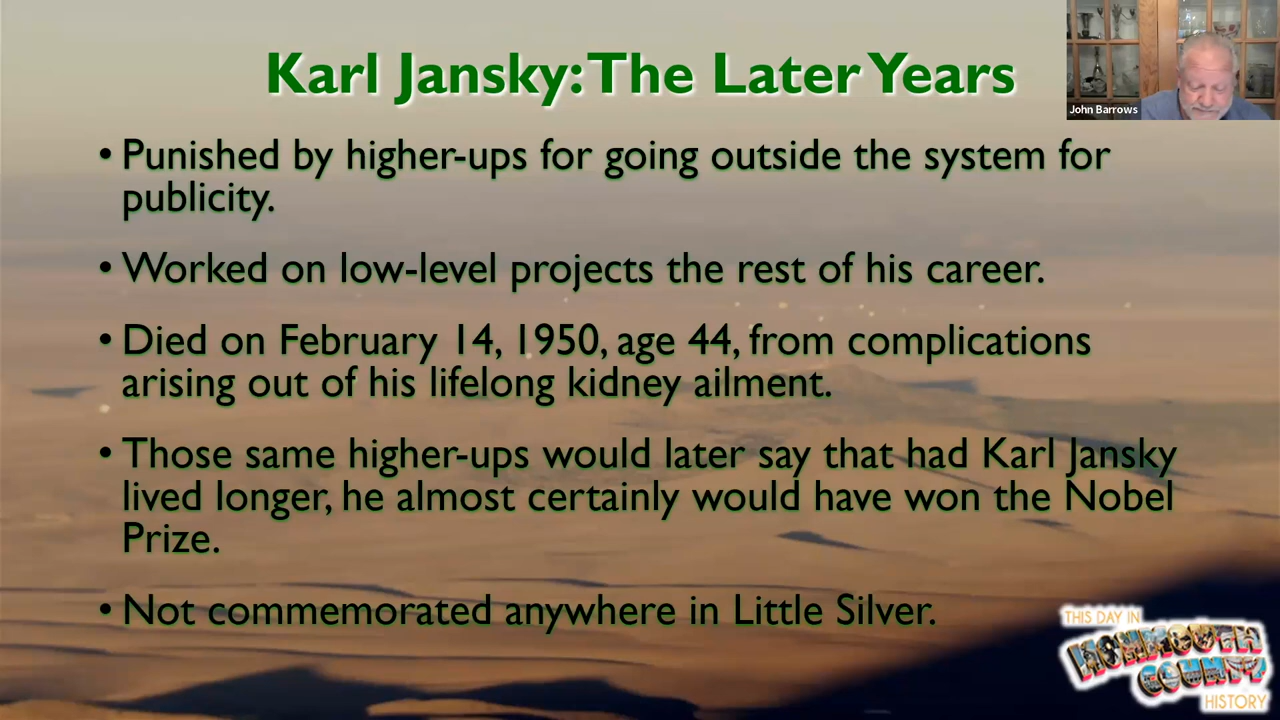 Karl Jansky: The Later Years
John Barrows
• Punished by higher-ups for going outside the system for
publicity.
• Worked on low-level projects the rest of his career.
• Died on February 14, 1950, age 44, from complications
arising out of his lifelong kidney ailment.
• Those same higher-ups would later say that had Karl Jansky
lived longer, he almost certainly would have won the Nobel
Prize.
• Not commemorated anywhere in Little Silver.
THIS DAY IN
MONMOUTH
COUNTY
HISTORY